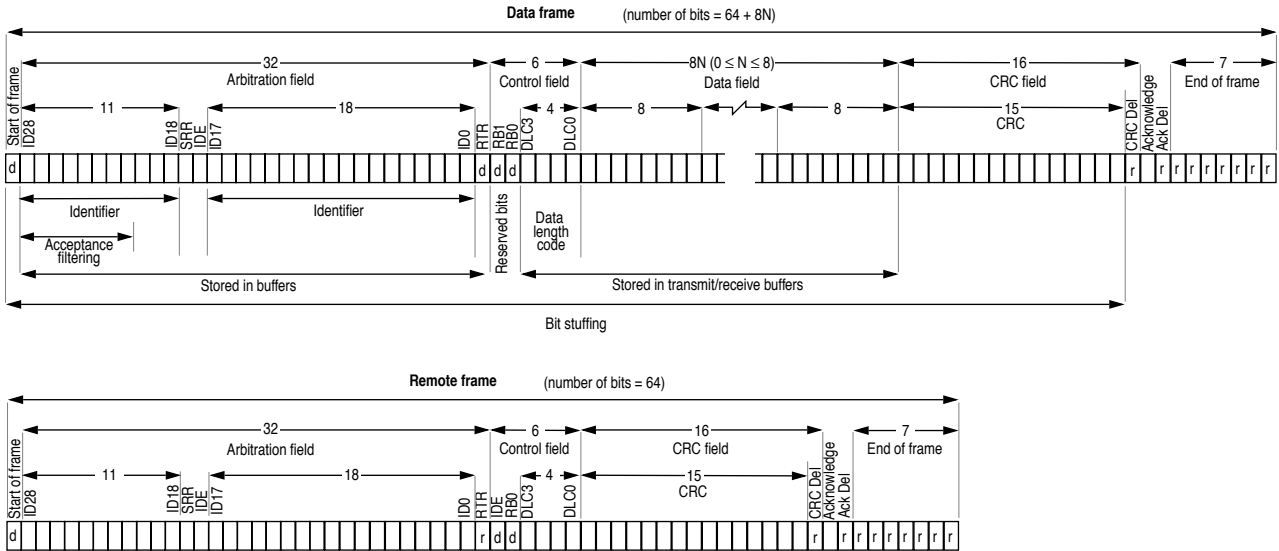 Data frame (number of bits = 64 + 8N)
32 6 8N (0 ≤ N ≤ 8) 16 7
Arbitration field Control field Data field CRC field End of frame
11 18 4 8 8 15
CRC
Start of frame ID28 ID18 SRR IDE ID17 ID0 RTR RB1 RB0 DLC3 DLC0 CRC Del Acknowledge Ack Del
d d d d r r r r r r r r r
Identifier Identifier Reserved bits Data
length
code
Acceptance
filtering
Stored in buffers Stored in transmit/receive buffers
Bit stuffing
Remote frame (number of bits = 64)
32 6 16 7
Arbitration field Control field CRC field End of frame
11 18 4 15
CRC
Start of frame ID28 ID18 SRR IDE ID17 ID0 RTR IDE RB0 DLC3 DLC0 CRC Del Acknowledge Ack Del
d r d d r r r r r r r r r